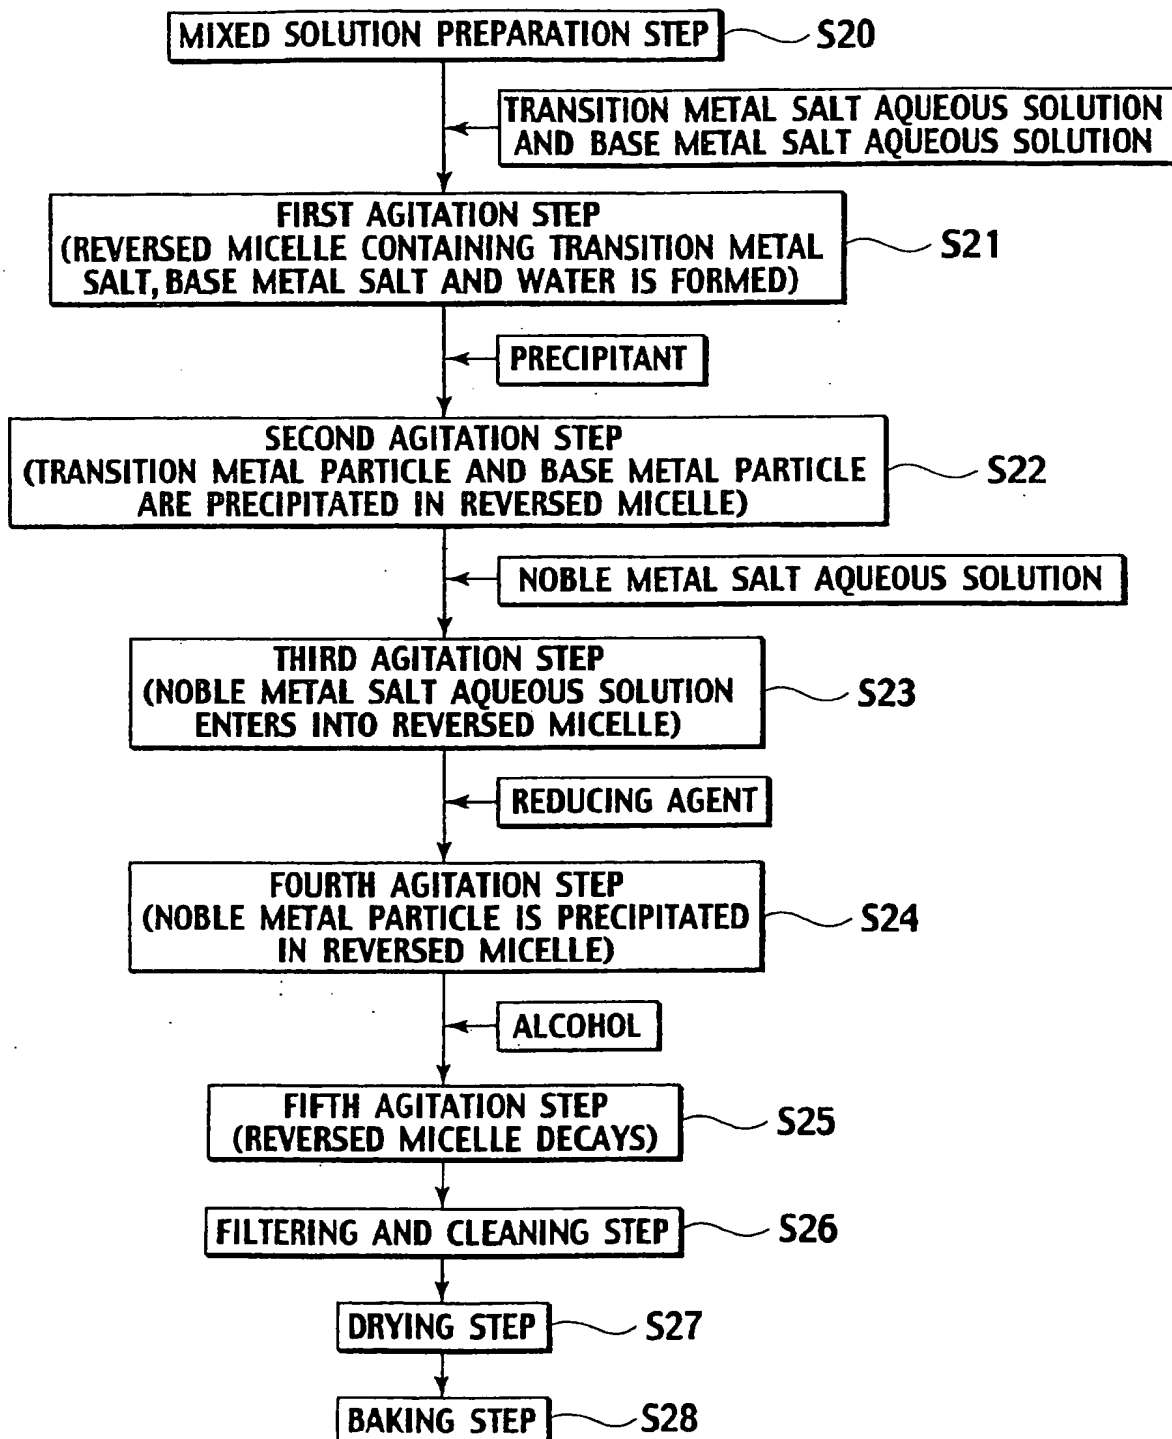 MIXED SOLUTION PREPARATION STEP
S20
TRANSITION METAL SALT AQUEOUS SOLUTION
AND BASE METAL SALT AQUEOUS SOLUTION
FIRST AGITATION STEP
(REVERSED MICELLE CONTAINING TRANSITION METAL
SALT, BASE METAL SALT AND WATER IS FORMED)
S21
PRECIPITANT
SECOND AGITATION STEP
(TRANSITION METAL PARTICLE AND BASE METAL PARTICLE
ARE PRECIPITATED IN REVERSED MICELLE)
S22
NOBLE METAL SALT AQUEOUS SOLUTION
THIRD AGITATION STEP
(NOBLE METAL SALT AQUEOUS SOLUTION
ENTERS INTO REVERSED MICELLE)
S23
REDUCING AGENT
FOURTH AGITATION STEP
(NOBLE METAL PARTICLE IS PRECIPITATED
IN REVERSED MICELLE)
S24
ALCOHOL
FIFTH AGITATION STEP
(REVERSED MICELLE DECAYS)
S25
FILTERING AND CLEANING STEP
S26
DRYING STEP
S27
BAKING STEP
S28